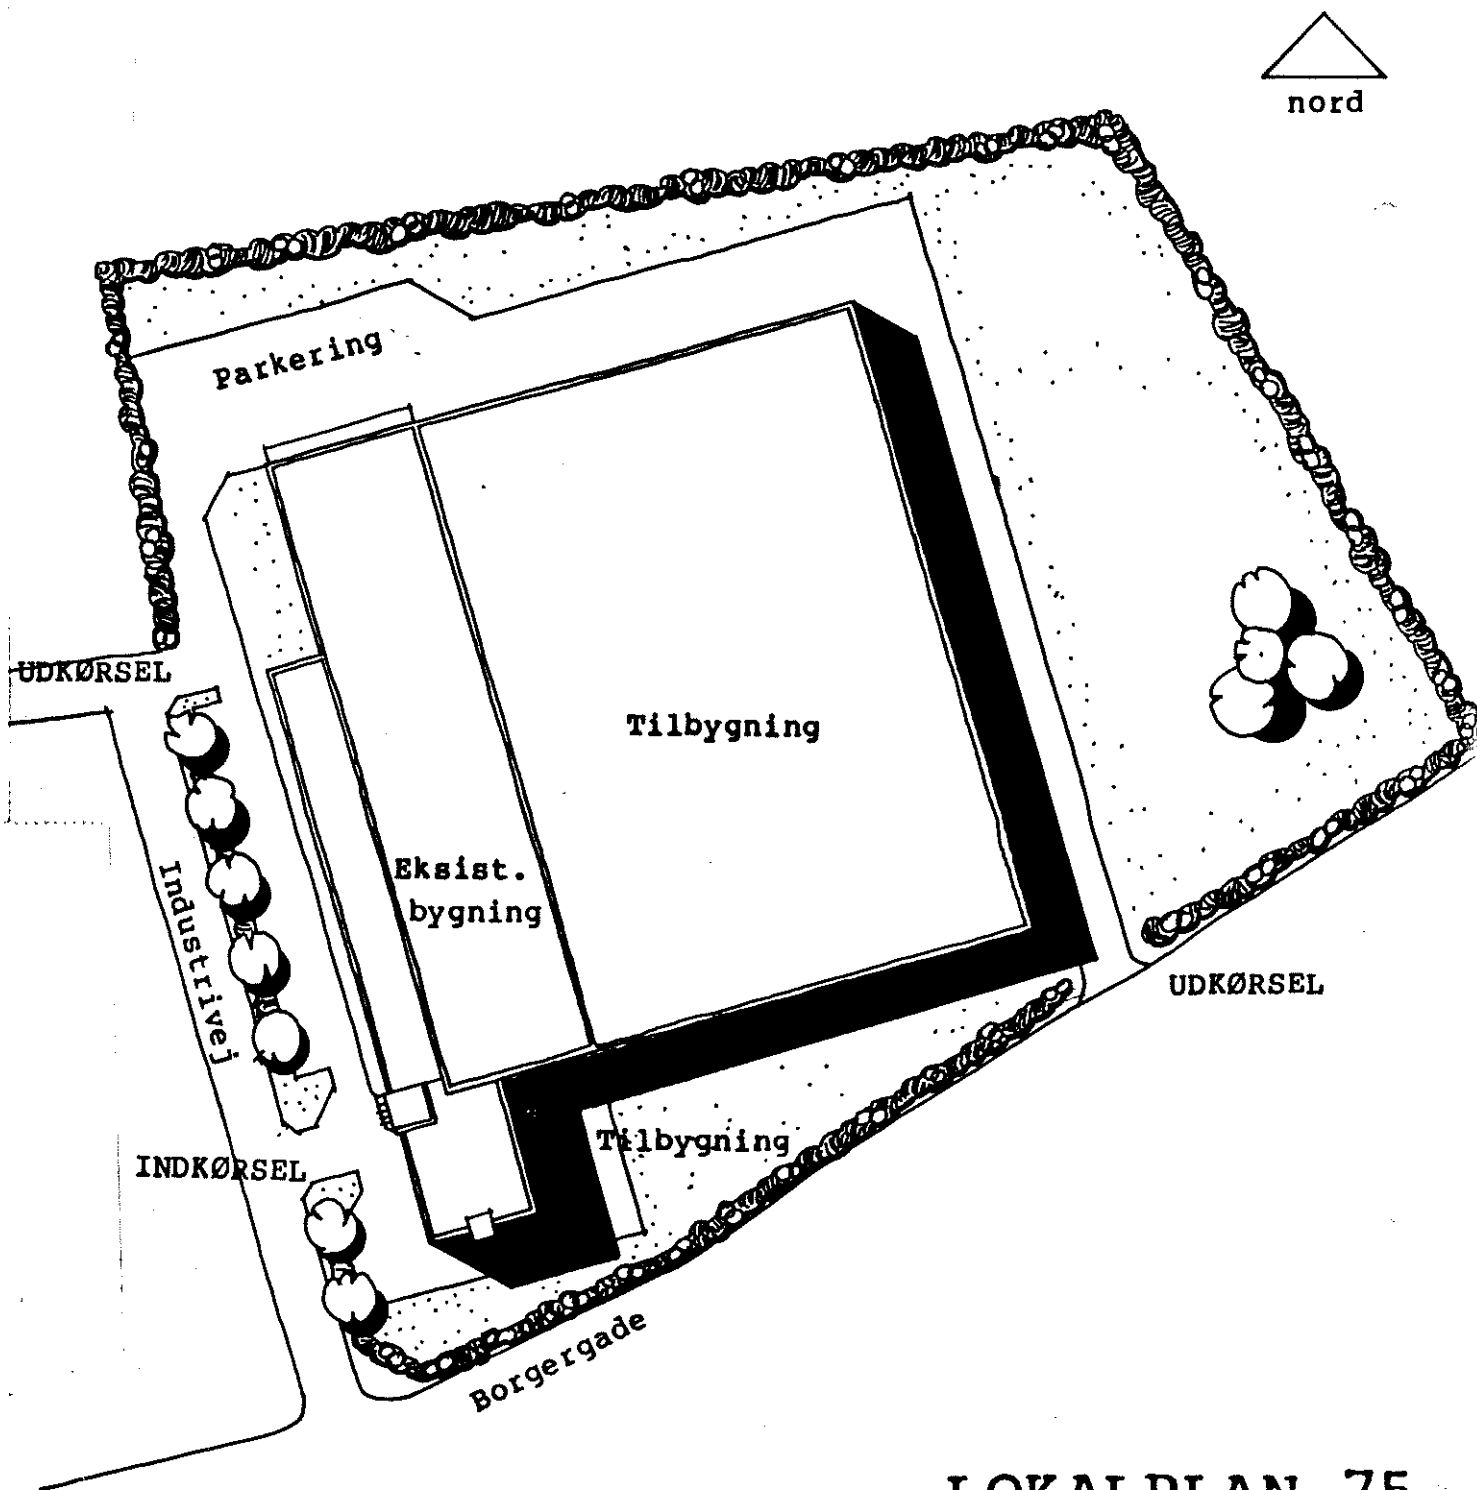 nord
Parkering
UDKØRSEL
Tilbygning
Eksist.
bygning
Industrivej
UDKØRSEL
Tilbygning
INDKØRSEL
Borgergade
LOKALPLAN 75